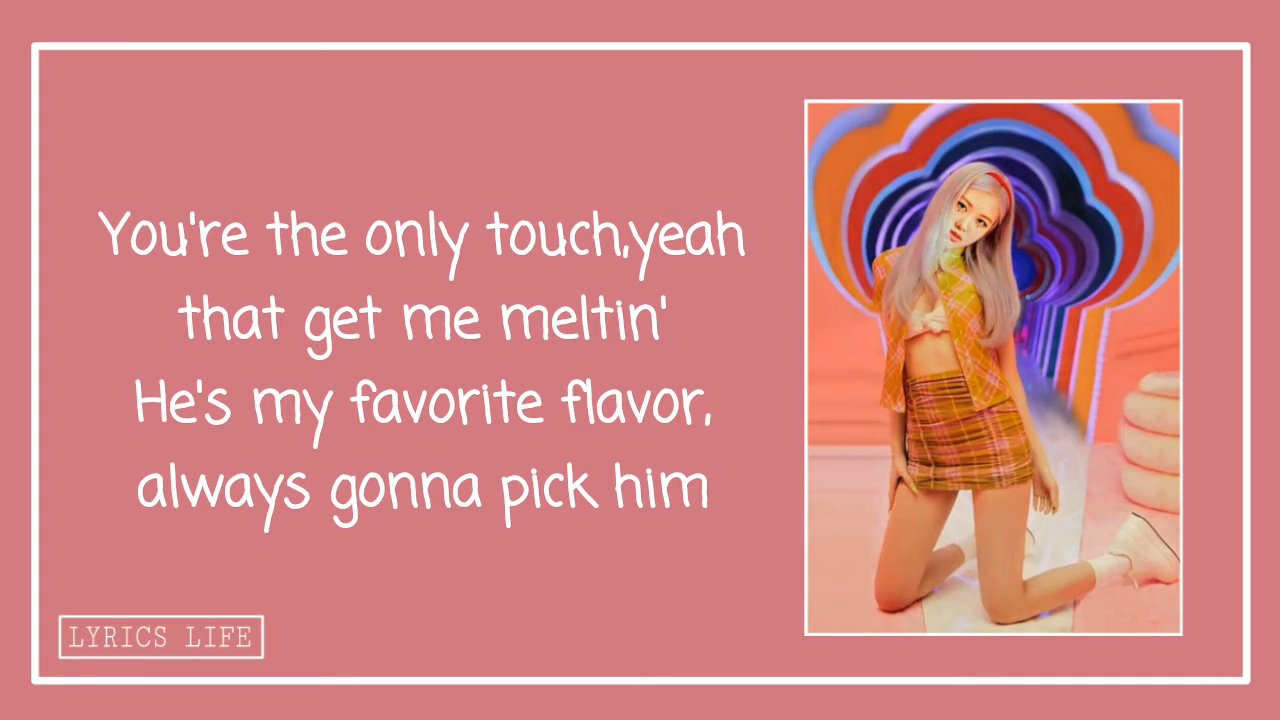 You're the only touch,yeah
that get me meltin'
He's my favorite flavor,
always gonna pick him
LYRICS LIFE